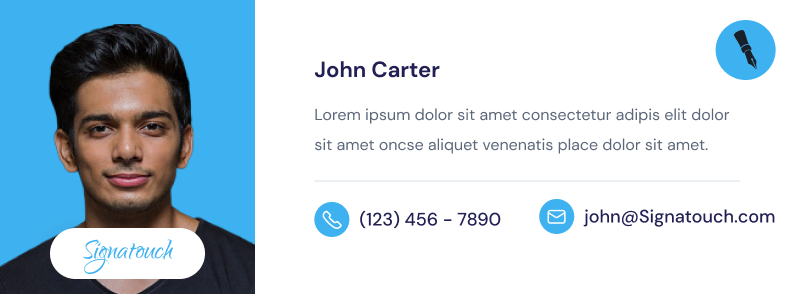 John Carter
Lorem ipsum dolor sit amet consectetur adipis elit dolor
sit amet oncse aliquet venenatis place dolor sit amet.
(123) 456 - 7890
john@Signatouch.com
Signatouch